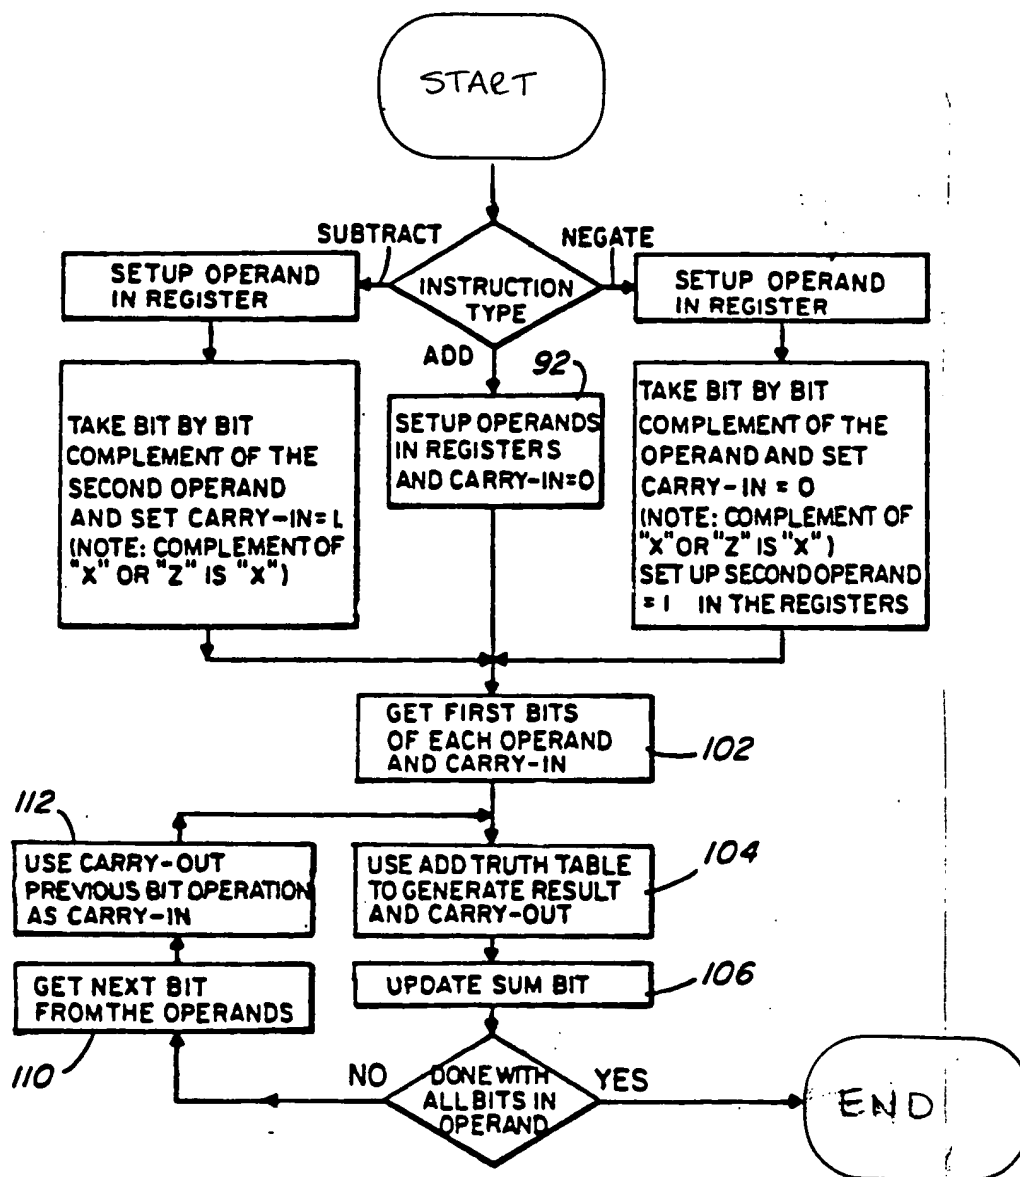 START
SUBTRACT
NEGATE
SETUP OPERAND
IN REGISTER
INSTRUCTION
TYPE
SETUP OPERAND
IN REGISTER
ADD
92
TAKE BIT BY BIT
COMPLEMENT OF THE
SECOND OPERAND
AND SET CARRY-IN=1
(NOTE: COMPLEMENT OF
"X" OR "Z" IS "X")
SETUP OPERANDS
IN REGISTERS
AND CARRY-IN=0
TAKE BIT BY BIT
COMPLEMENT OF THE
OPERAND AND SET
CARRY-IN = 0
(NOTE: COMPLEMENT OF
"X" OR "Z" IS "X")
SET UP SECOND OPERAND
= 1 IN THE REGISTERS
GET FIRST BITS
OF EACH OPERAND
AND CARRY-IN
102
112
USE CARRY-OUT
PREVIOUS BIT OPERATION
AS CARRY-IN
USE ADD TRUTH TABLE
TO GENERATE RESULT
AND CARRY-OUT
104
GET NEXT BIT
FROM THE OPERANDS
110
UPDATE SUM BIT
106
NO
DONE WITH
ALL BITS IN
OPERAND
YES
END